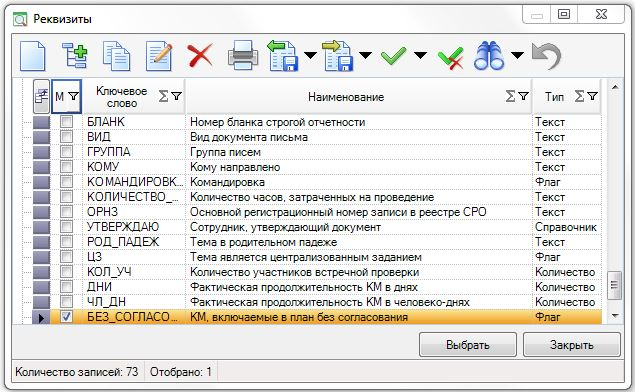 Реквизиты
М Ключевое слово Наименование Тип
БЛАНК Номер бланка строгой отчетности Текст
ВИД Вид документа письма Текст
ГРУППА Группа писем Текст
КОМУ Кому направлено Текст
КОМАНДИРОВК... Командировка Флаг
КОЛИЧЕСТВО_... Количество часов, затраченных на проведение Текст
ОРНЗ Основной регистрационный номер записи в реестре СРО Текст
УТВЕРЖДАЮ Сотрудник, утверждающий документ Справочник
РОД_ПАДЕЖ Тема в родительном падеже Текст
ЦЗ Тема является централизованным заданием Флаг
КОЛ_УЧ Количество участников встречной проверки Количество
ДНИ Фактическая продолжительность КМ в днях Количество
ЧЛ_ДН Фактическая продолжительность КМ в человеко-днях Количество
БЕЗ_СОГЛАСО... КМ, включаемые в план без согласования Флаг
Выбрать Закрыть
Количество записей: 73 Отобрано: 1